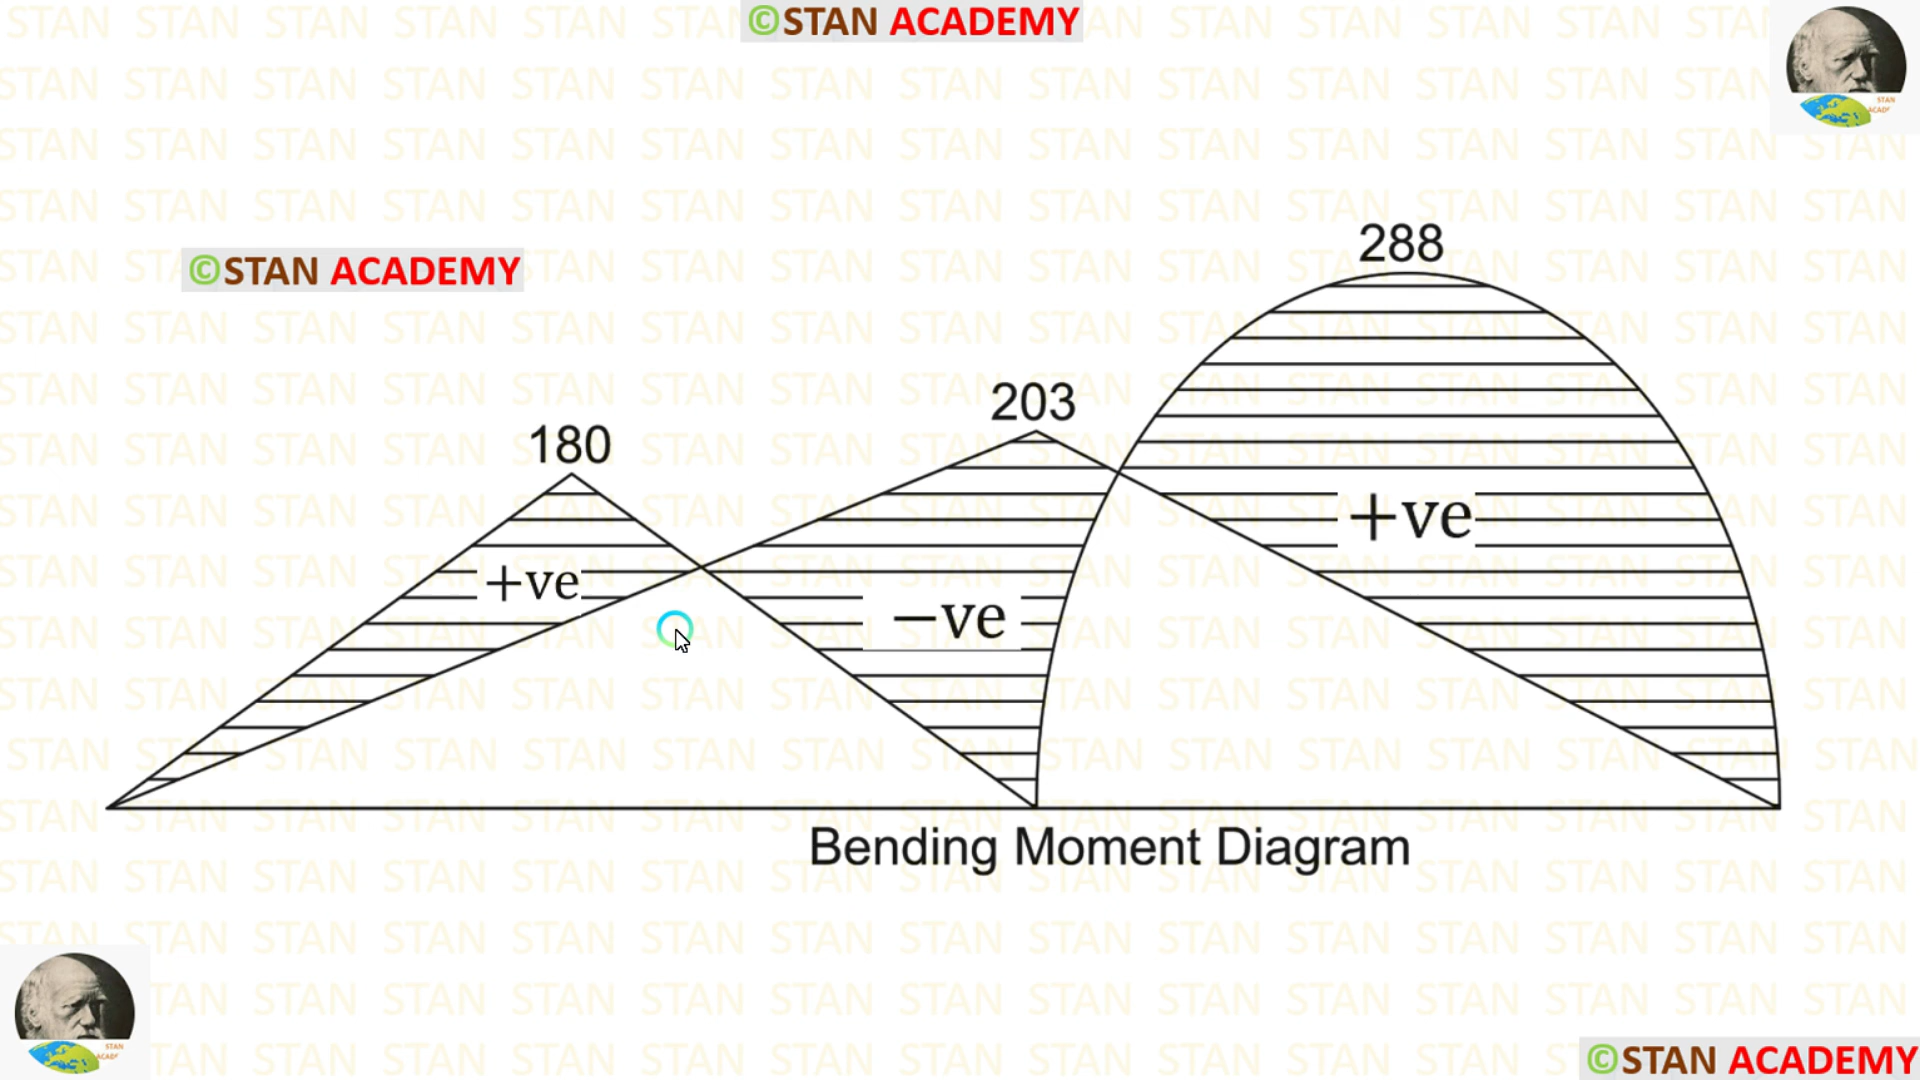 ©STAN ACADEMY
©STAN ACADEMY
288
203
180
+ve
+ve
−ve
Bending Moment Diagram
©STAN ACADEMY